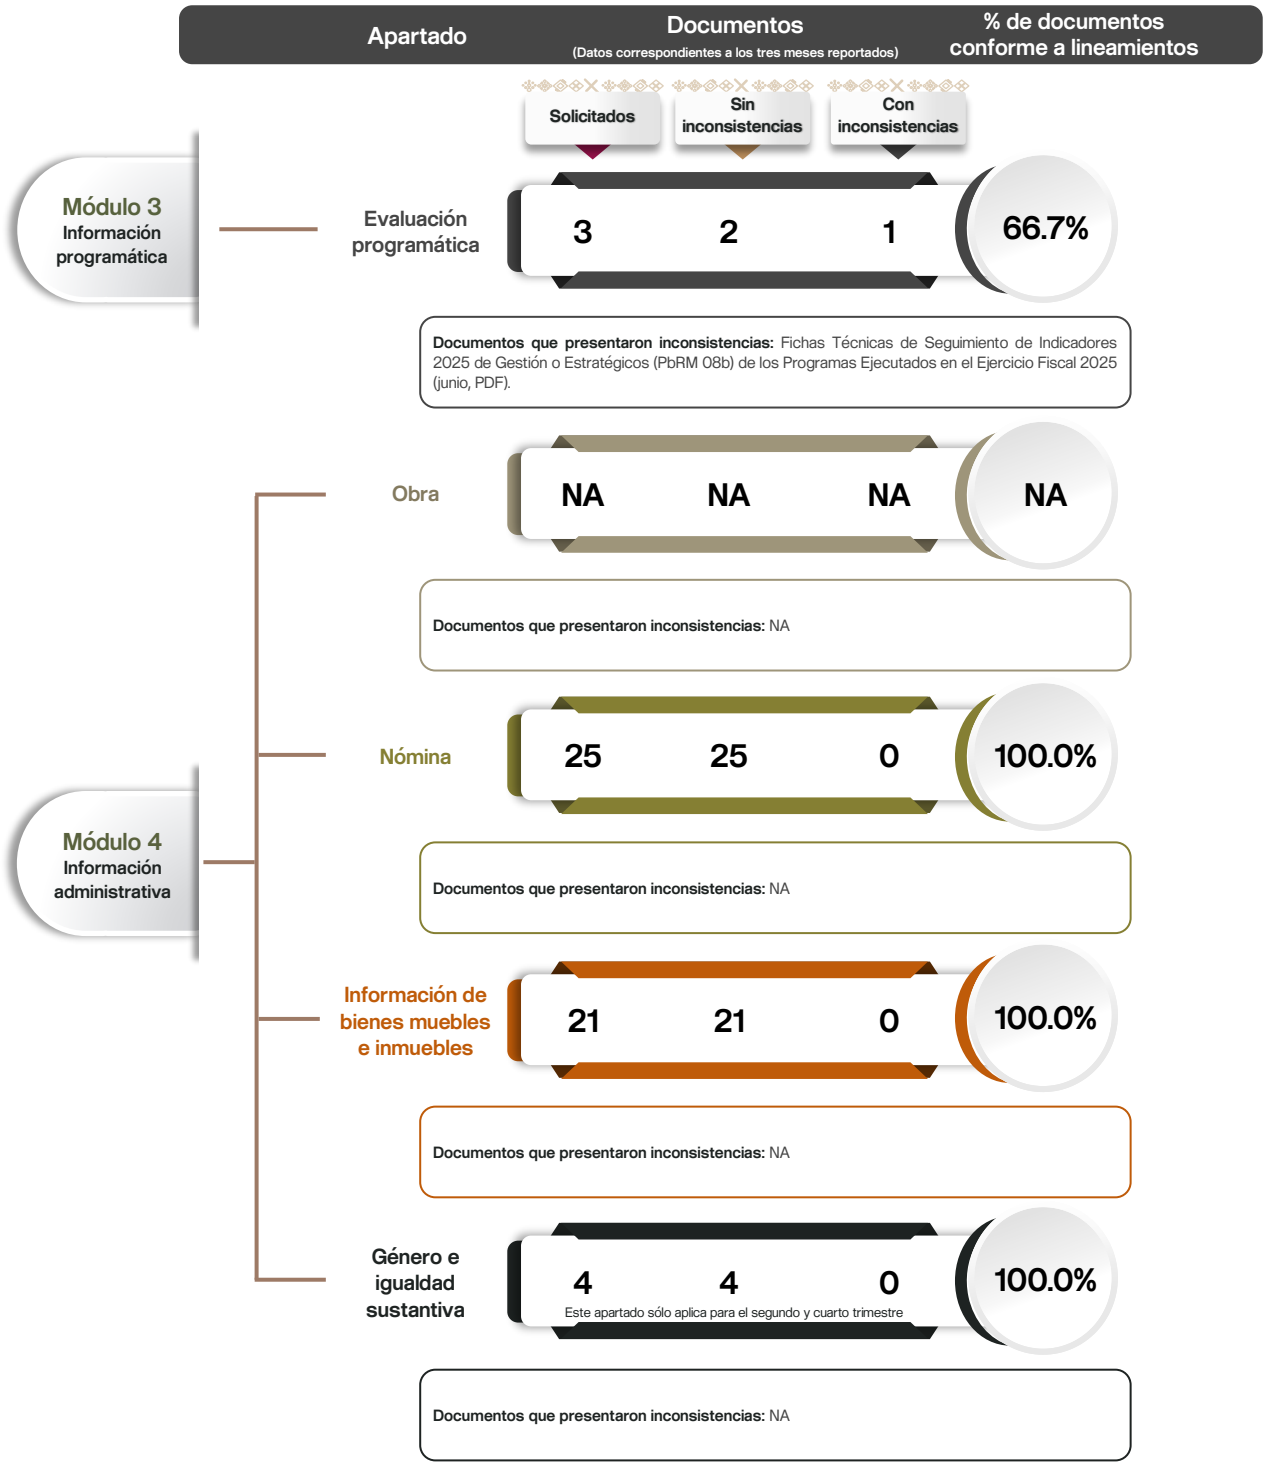 Apartado
Documentos
(Datos correspondientes a los tres meses reportados)
% de documentos
conforme a lineamientos
Solicitados
Sin
inconsistencias
Con
inconsistencias
Módulo 3
Información
programática
Evaluación
programática
3 2 1 66.7%
Documentos que presentaron inconsistencias: Fichas Técnicas de Seguimiento de Indicadores
2025 de Gestión o Estratégicos (PbRM 08b) de los Programas Ejecutados en el Ejercicio Fiscal 2025
(junio, PDF).
Obra
NA NA NA NA
Documentos que presentaron inconsistencias: NA
Nómina
25 25 0 100.0%
Módulo 4
Información
administrativa
Documentos que presentaron inconsistencias: NA
Información de
bienes muebles
e inmuebles
21 21 0 100.0%
Documentos que presentaron inconsistencias: NA
Género e
igualdad
sustantiva
4 4 0 100.0%
Este apartado sólo aplica para el segundo y cuarto trimestre
Documentos que presentaron inconsistencias: NA